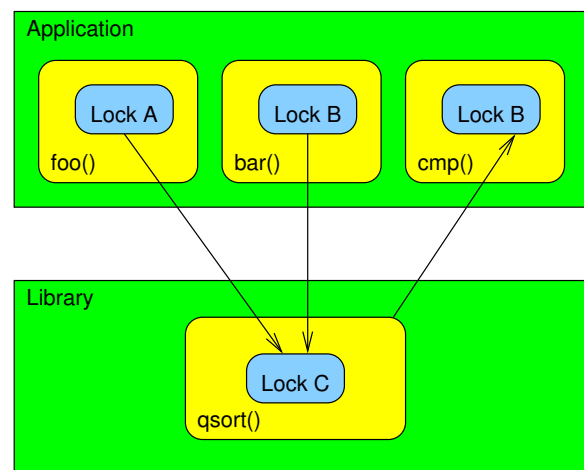 Application
Lock A
Lock B
Lock B
foo()
bar()
cmp()
Library
Lock C
qsort()